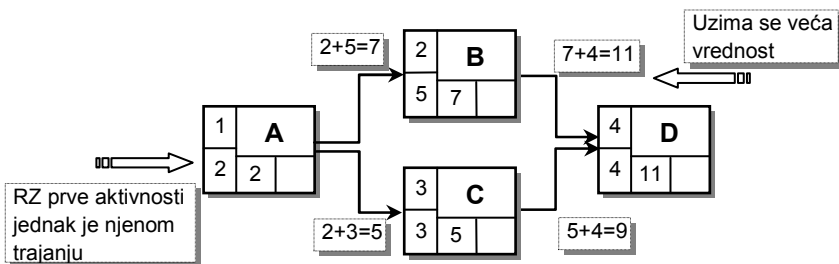 Uzima se veća
vrednost
2+5=7
2
B
5
7
7+4=11
1
A
2
2
4
D
4
11
RZ prve aktivnosti
jednak je njenom
trajanju
2+3=5
3
C
3
5
5+4=9